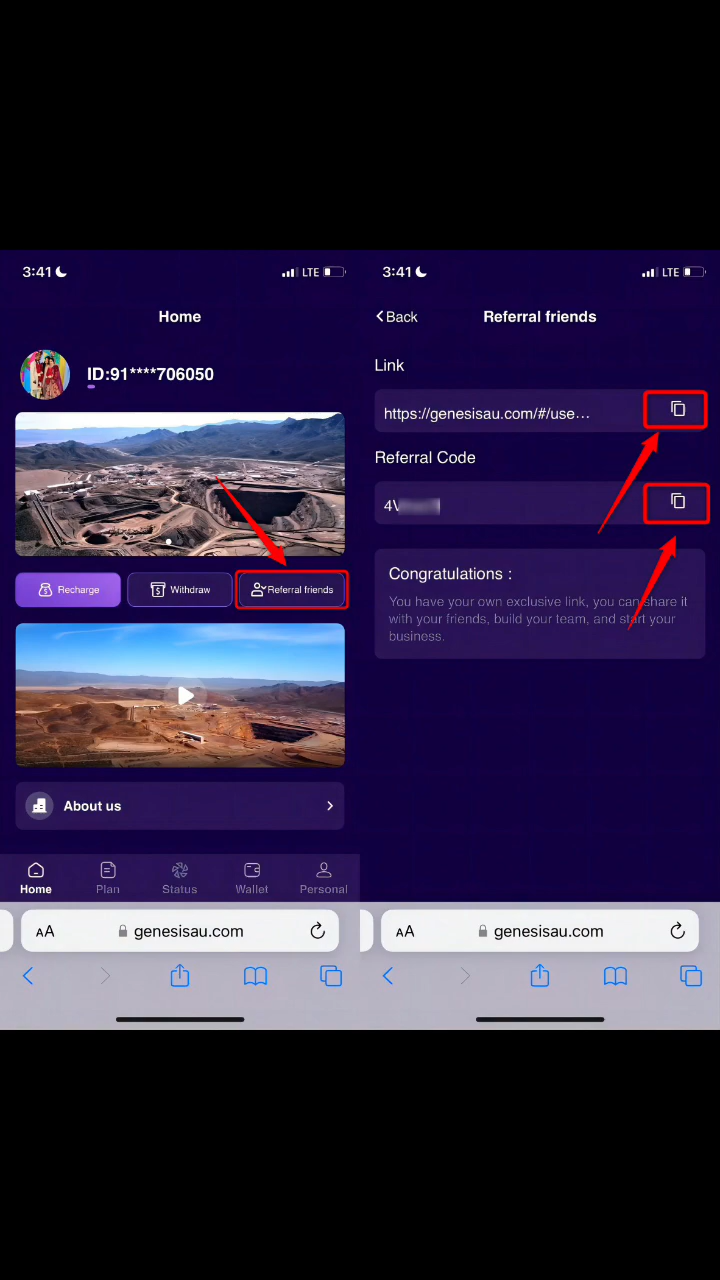 3:41
LTE
Home
ID:91****706050
Recharge
Withdraw
Referral friends
About us
Home
Plan
Status
Wallet
Personal
AA
genesisau.com
3:41
LTE
Back
Referral friends
Link
https://genesisau.com/#/use...
Referral Code
4V
Congratulations :
You have your own exclusive link, you can share it
with your friends, build your team, and start your
business.
AA
genesisau.com